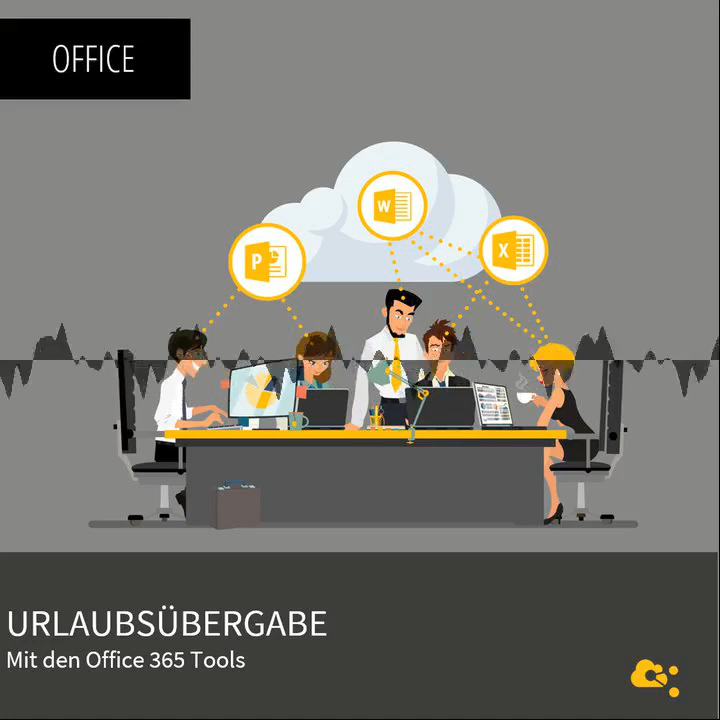 OFFICE
W
P
X
URLAUBSÜBERGABE
Mit den Office 365 Tools